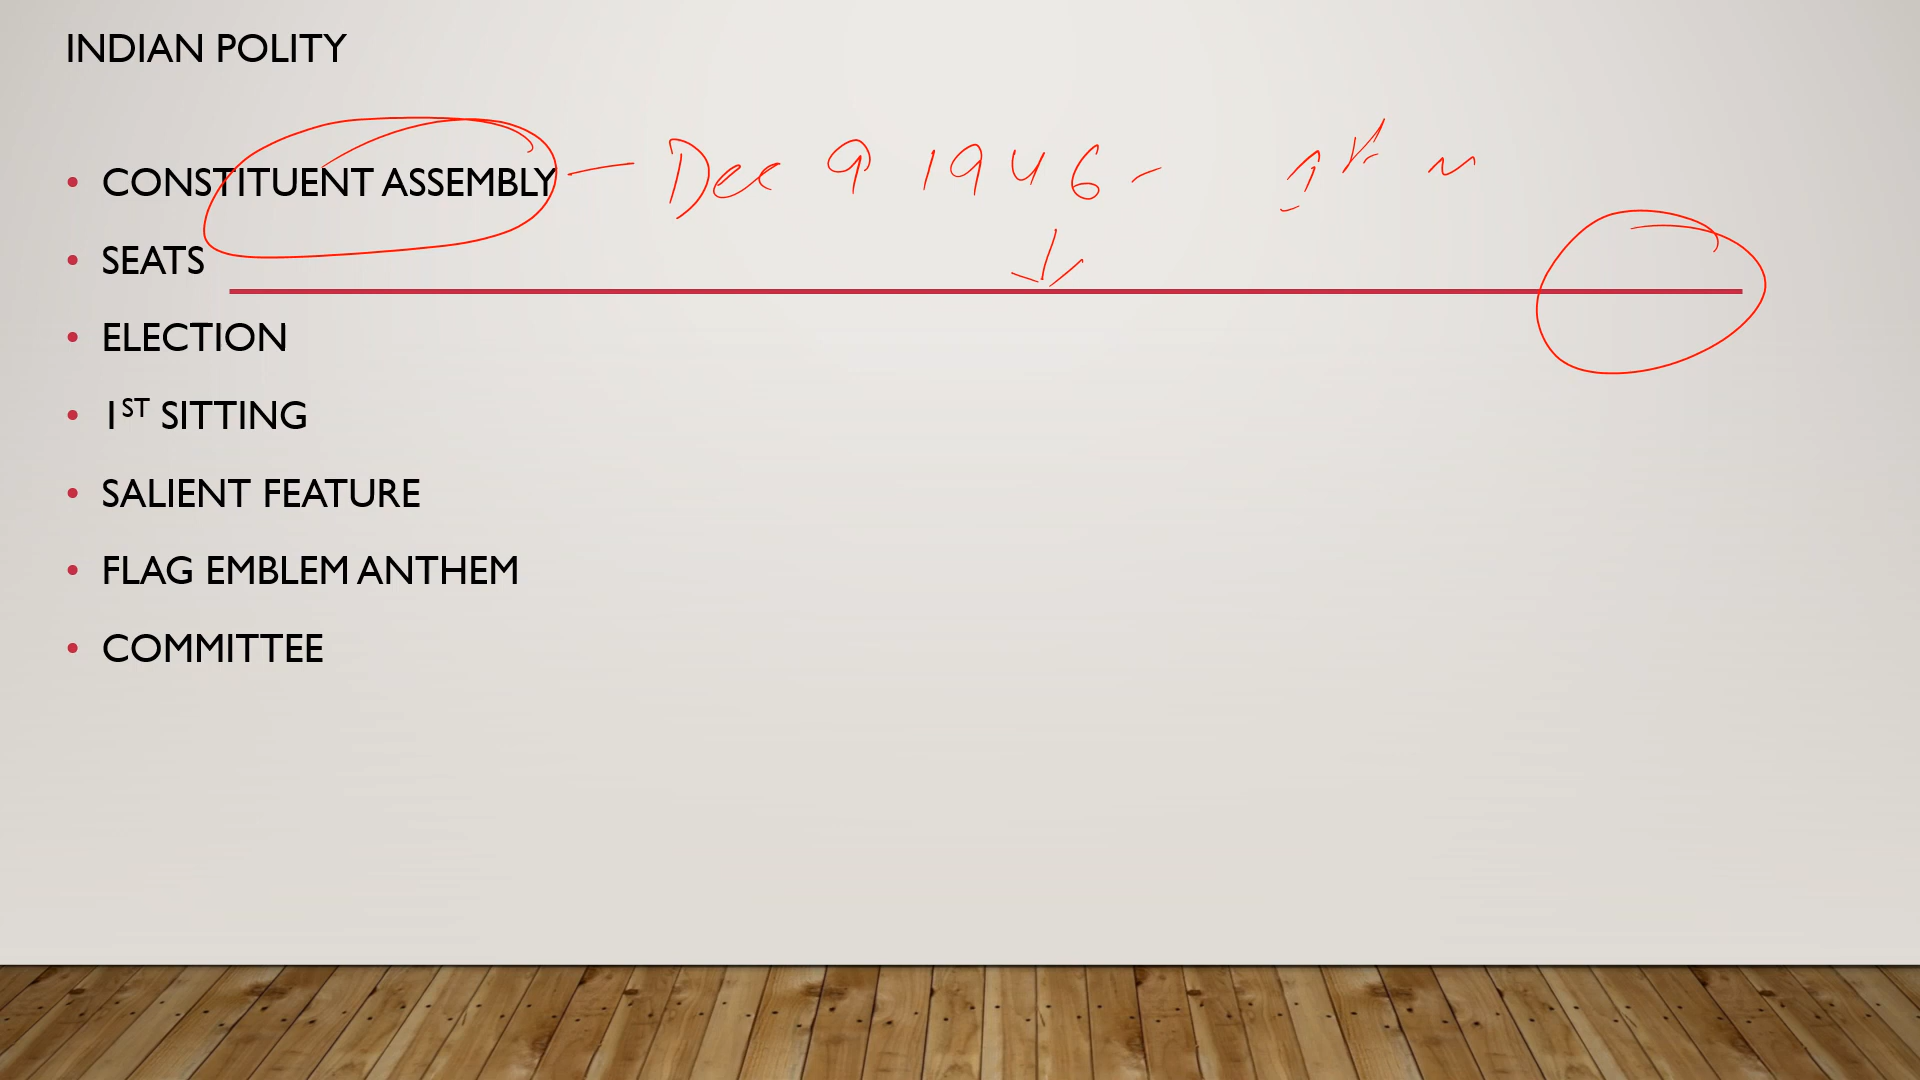 INDIAN POLITY
• CONSTITUENT ASSEMBLY — Dec 9 1946 -
• SEATS
• ELECTION
• 1ST SITTING
• SALIENT FEATURE
• FLAG EMBLEM ANTHEM
• COMMITTEE